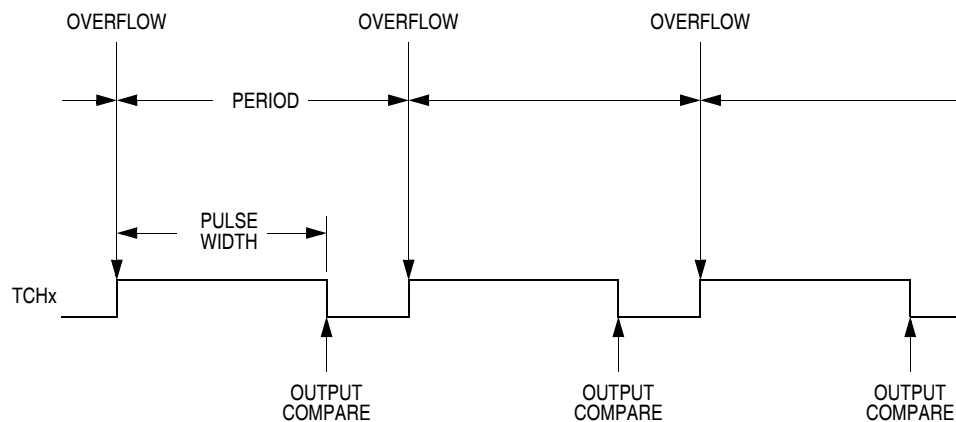 OVERFLOW
OVERFLOW
OVERFLOW
PERIOD
PULSE
WIDTH
TCHx
OUTPUT
COMPARE
OUTPUT
COMPARE
OUTPUT
COMPARE